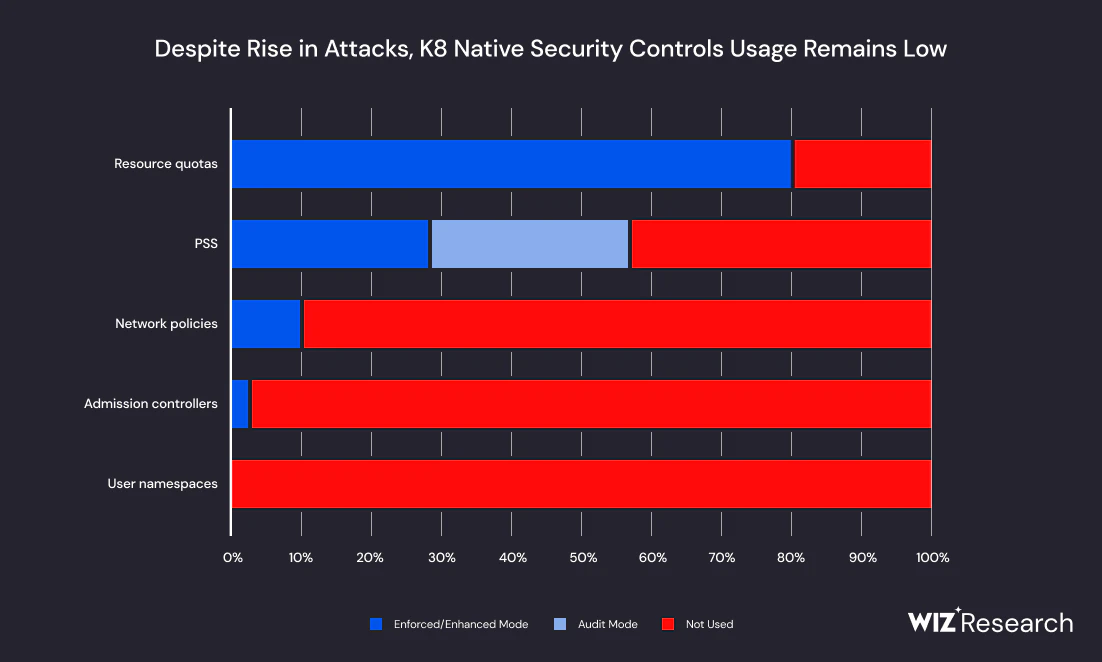 Despite Rise in Attacks, K8 Native Security Controls Usage Remains Low
Resource quotas
PSS
Network policies
Admission controllers
User namespaces
0% 10% 20% 30% 40% 50% 60% 70% 80% 90% 100%
Enforced/Enhanced Mode Audit Mode Not Used
WIZ Research